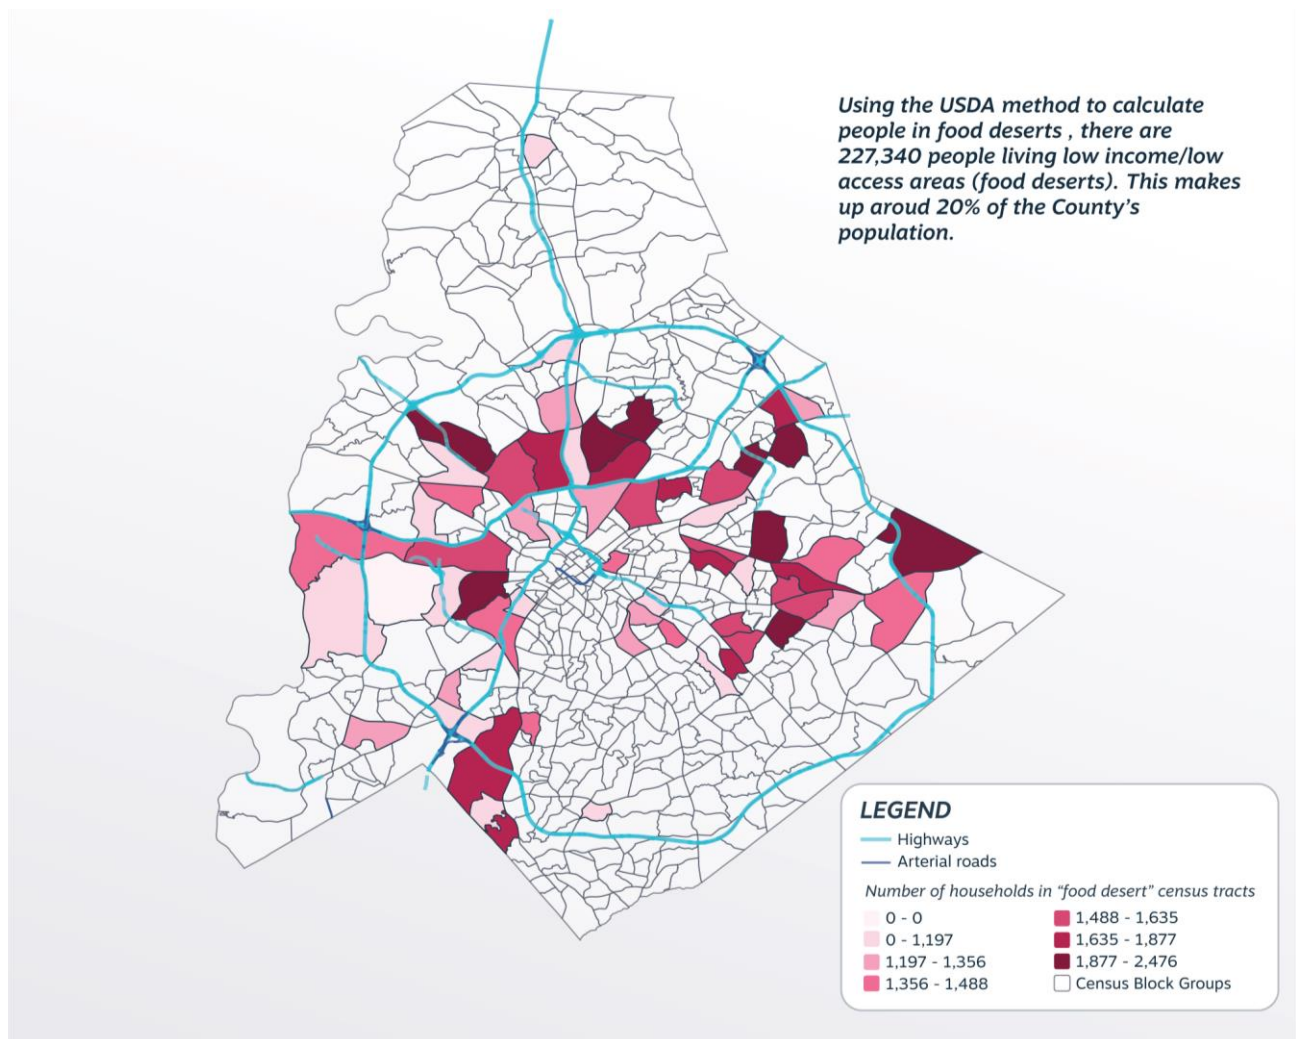 Using the USDA method to calculate
people in food deserts , there are
227,340 people living low income/low
access areas (food deserts). This makes
up aroud 20% of the County's
population.
LEGEND
Highways
Arterial roads
Number of households in "food desert" census tracts
0 - 0
0 - 1,197
1,197 - 1,356
1,356 - 1,488
1,488 - 1,635
1,635 - 1,877
1,877 - 2,476
Census Block Groups